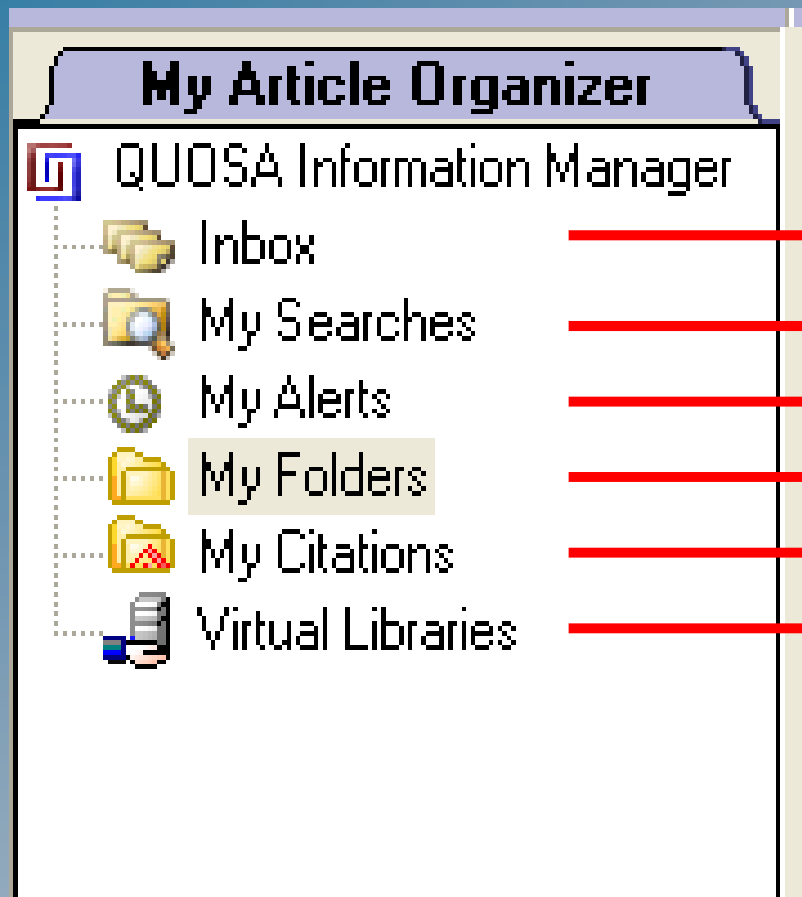 My Article Organizer
QUOSA Information Manager
Inbox
My Searches
My Alerts
My Folders
My Citations
Virtual Libraries